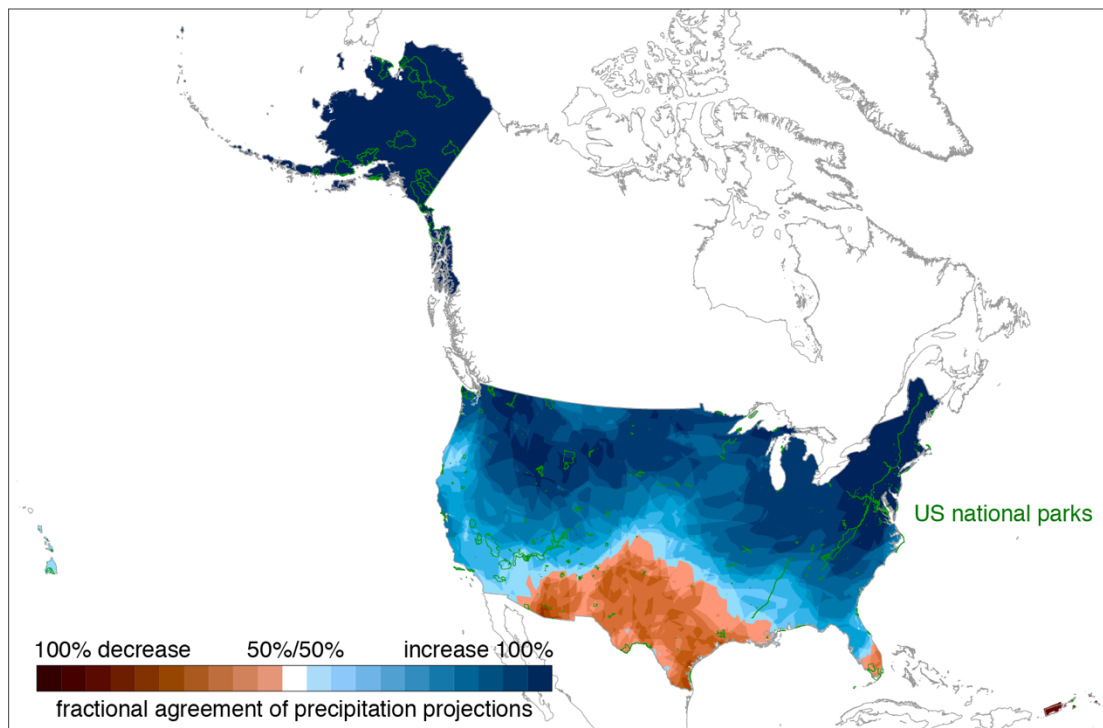 US national parks
100% decrease 50%/50% increase 100%
fractional agreement of precipitation projections